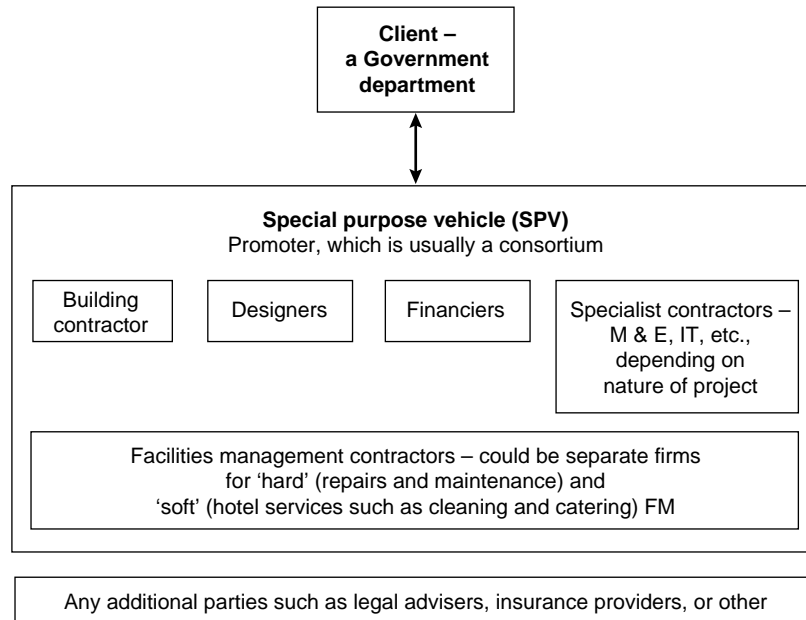 Client –
a Government
department
Special purpose vehicle (SPV)
Promoter, which is usually a consortium
Building
contractor
Designers
Financiers
Specialist contractors –
M & E, IT, etc.,
depending on
nature of project
Facilities management contractors – could be separate firms
for ‘hard’ (repairs and maintenance) and
‘soft’ (hotel services such as cleaning and catering) FM
Any additional parties such as legal advisers, insurance providers, or other